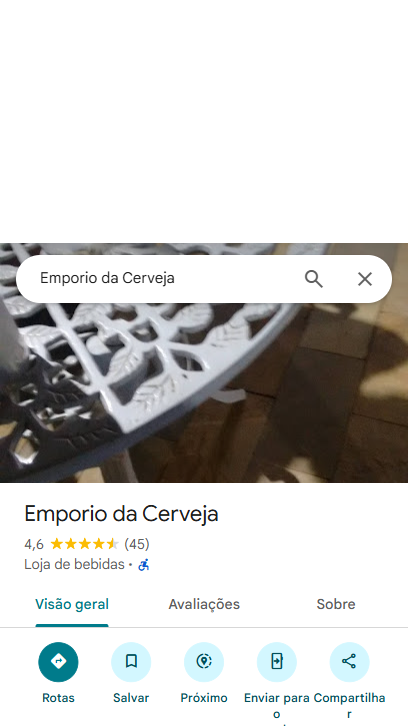 Emporio da Cerveja
Emporio da Cerveja
4,6 (45)
Loja de bebidas •
Visão geral Avaliações Sobre
Rotas Salvar Próximo Enviar para o Compartilhar